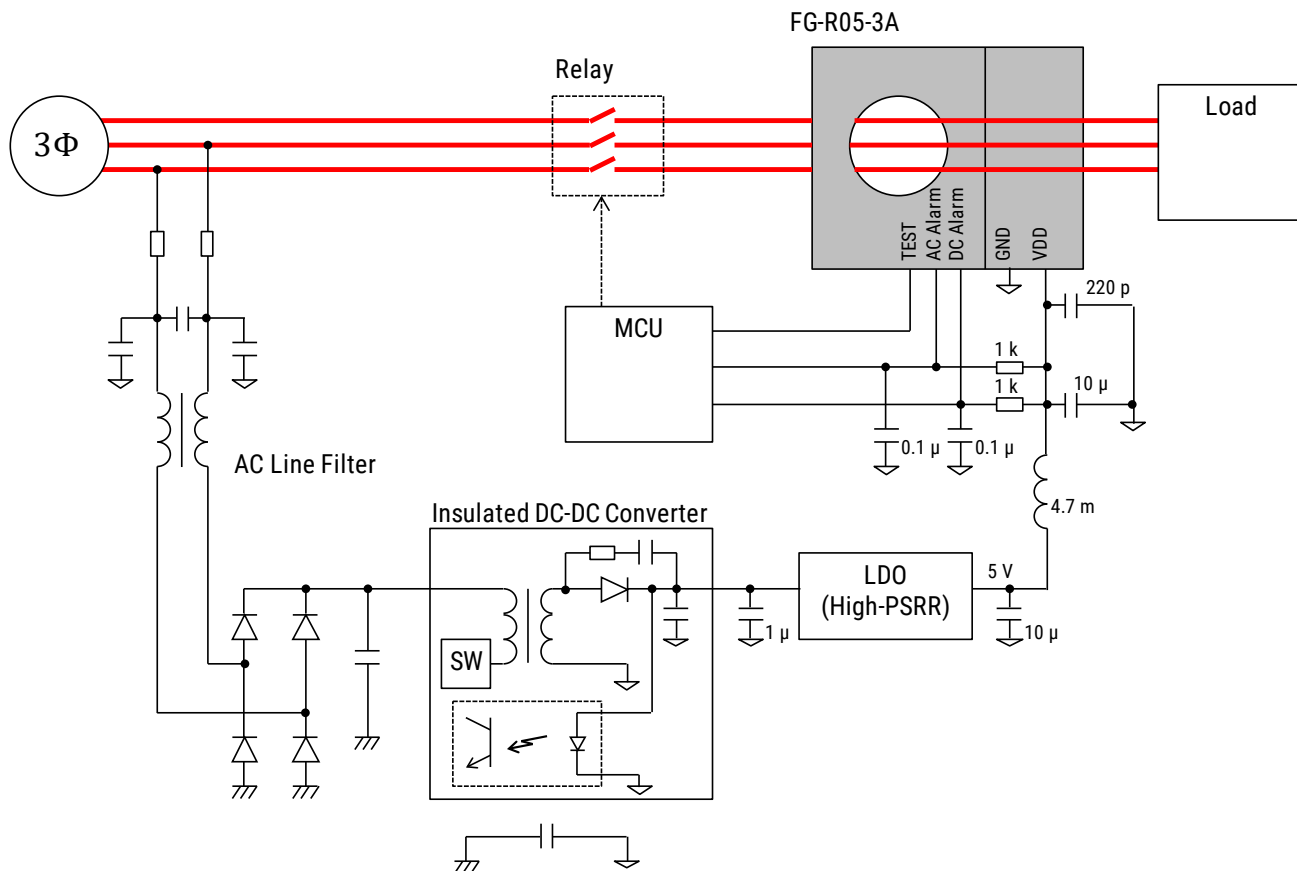 FG-R05-3A
Relay
3Φ
Load
TEST
AC Alarm
DC Alarm
GND
VDD
220 p
MCU
1 k
1 k
10 μ
0.1 μ
0.1 μ
AC Line Filter
4.7 m
Insulated DC-DC Converter
LDO
(High-PSRR)
5 V
1 μ
10 μ
SW